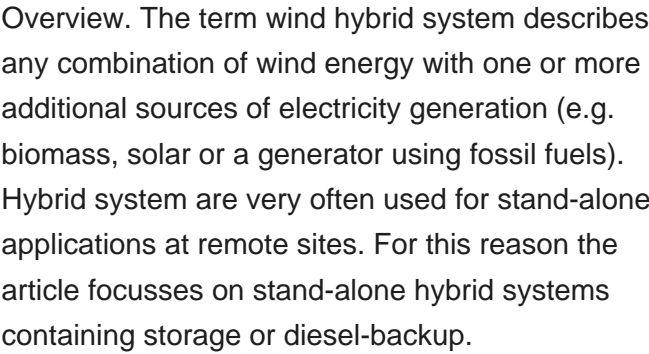 Overview. The term wind hybrid system describes
any combination of wind energy with one or more
additional sources of electricity generation (e.g.
biomass, solar or a generator using fossil fuels).
Hybrid system are very often used for stand-alone
applications at remote sites. For this reason the
article focusses on stand-alone hybrid systems
containing storage or diesel-backup.